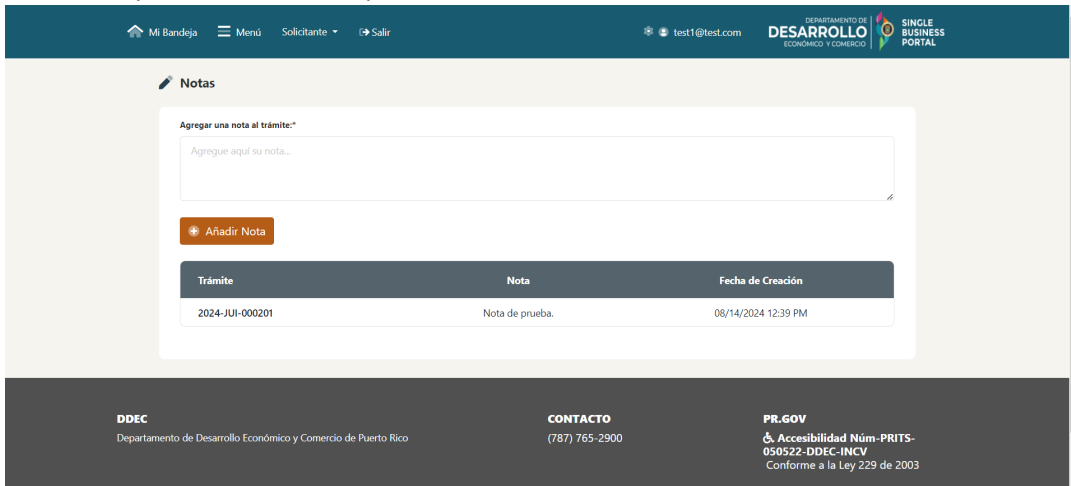 Mi Bandeja Menú Solicitante Salir test1@test.com
DEPARTAMENTO DE
DESARROLLO
ECONÓMICO Y COMERCIO
SINGLE
BUSINESS
PORTAL
Notas
Agregar una nota al trámite:*
Agregue aquí su nota...
Añadir Nota
Trámite Nota Fecha de Creación
2024-JUI-000201 Nota de prueba. 08/14/2024 12:39 PM
DDEC
Departamento de Desarrollo Económico y Comercio de Puerto Rico
CONTACTO
(787) 765-2900
PR.GOV
Accesibilidad Núm-PRITS-
050522-DDEC-INCV
Conforme a la Ley 229 de 2003